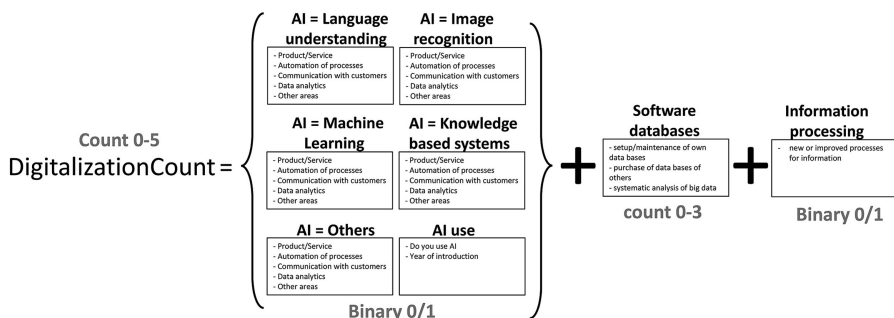 Count 0-5
DigitalizationCount =
AI = Language
understanding
- Product/Service
- Automation of processes
- Communication with customers
- Data analytics
- Other areas
AI = Image
recognition
- Product/Service
- Automation of processes
- Communication with customers
- Data analytics
- Other areas
AI = Machine
Learning
- Product/Service
- Automation of processes
- Communication with customers
- Data analytics
- Other areas
AI = Knowledge
based systems
- Product/Service
- Automation of processes
- Communication with customers
- Data analytics
- Other areas
AI = Others
- Product/Service
- Automation of processes
- Communication with customers
- Data analytics
- Other areas
AI use
- Do you use AI
- Year of introduction
Binary 0/1
+
Software
databases
- setup/maintenance of own
data bases
- purchase of data bases of
others
- systematic analysis of big data
count 0-3
+
Information
processing
- new or improved processes
for information
Binary 0/1